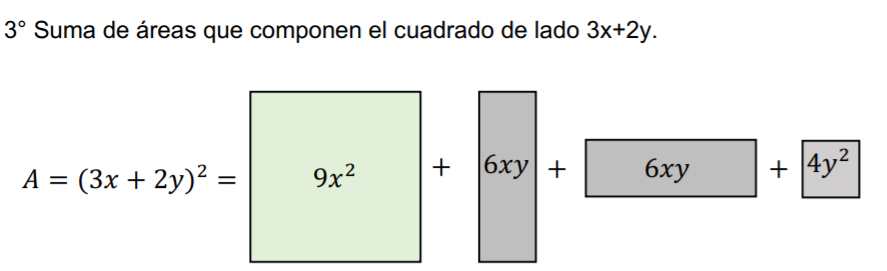 3° Suma de áreas que componen el cuadrado de lado 3x+2y.
A = (3x + 2y)² = 9x² + 6xy + 6xy + 4y²